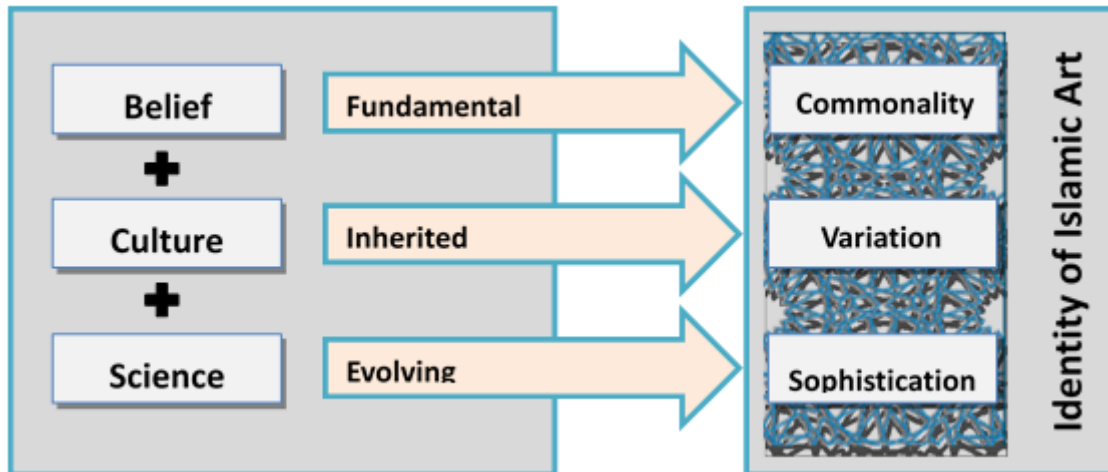 Belief
Fundamental
Commonality
Culture
Inherited
Variation
Science
Evolving
Sophistication
Identity of Islamic Art